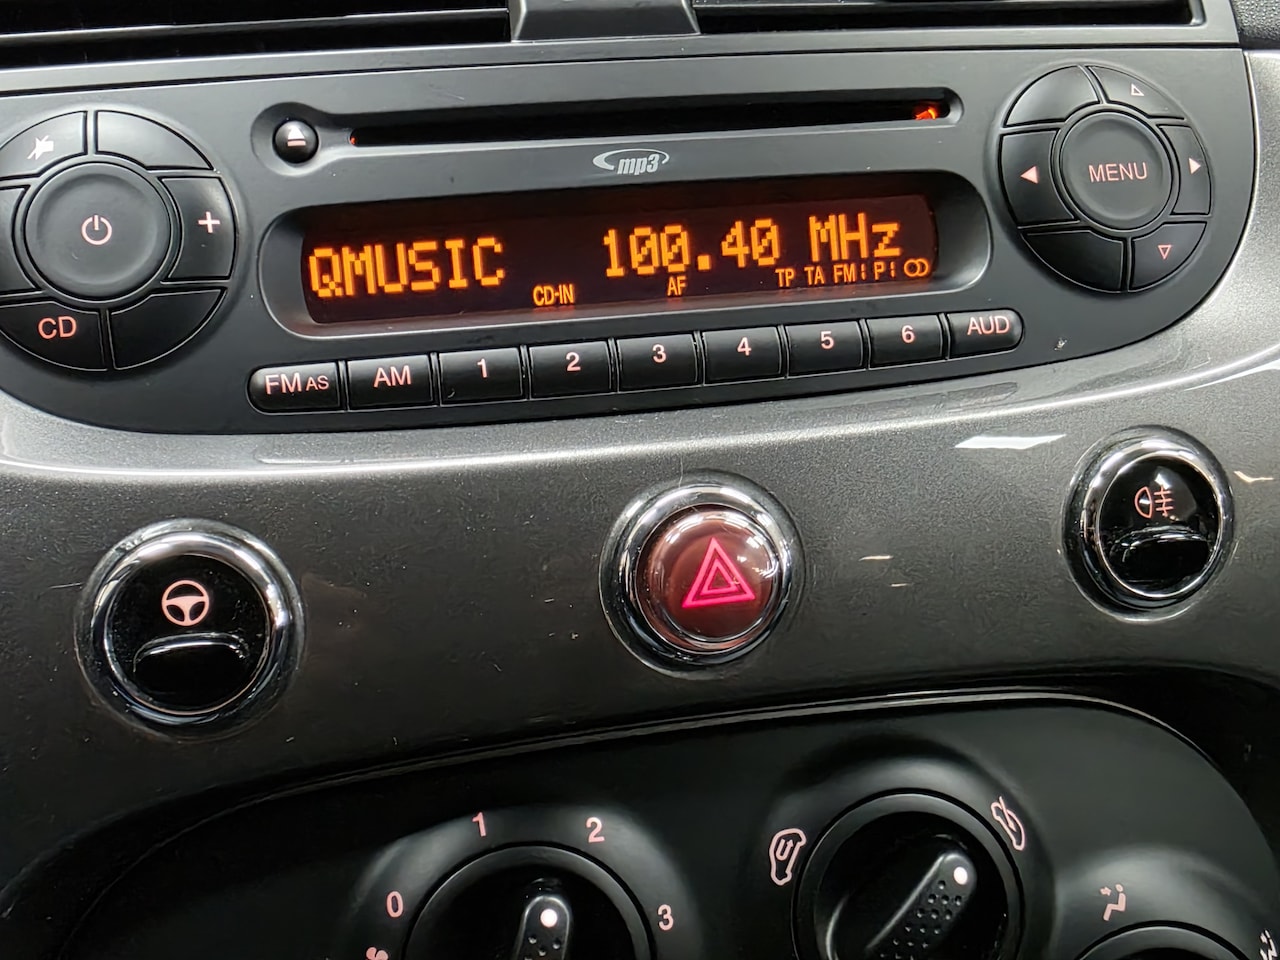 mp3
MENU
QMUSIC 100.40 MHz
CD-IN AF TP TA FM P
CD
FM AS AM 1 2 3 4 5 6 AUD
1 2
0 3